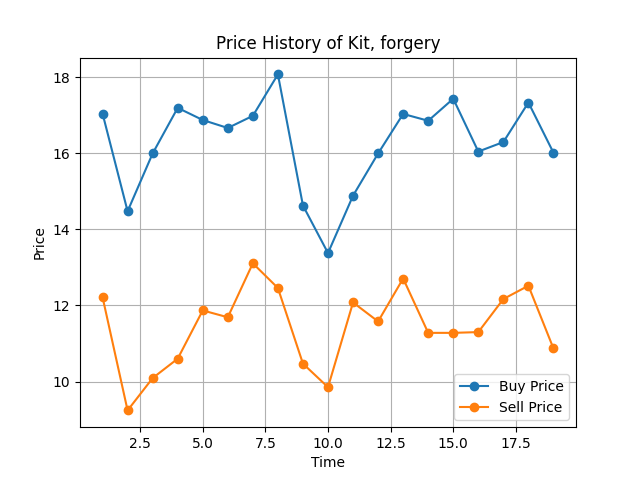 Price History of Kit, forgery
18
16
14
12
10
Price
2.5 5.0 7.5 10.0 12.5 15.0 17.5
Time
Buy Price
Sell Price